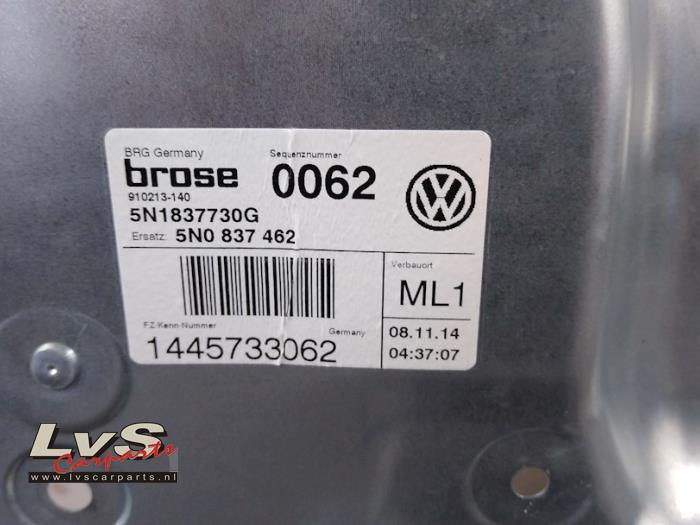 BRG Germany
Sequenznummer
brose
0062
910213-140
5N1837730G
Ersatz: 5N0 837 462
Verbauort
ML1
FZ-Kenn-Nummer
Germany
1445733062
08.11.14
04:37:07
LvS
Carparts
www.lvscarparts.nl